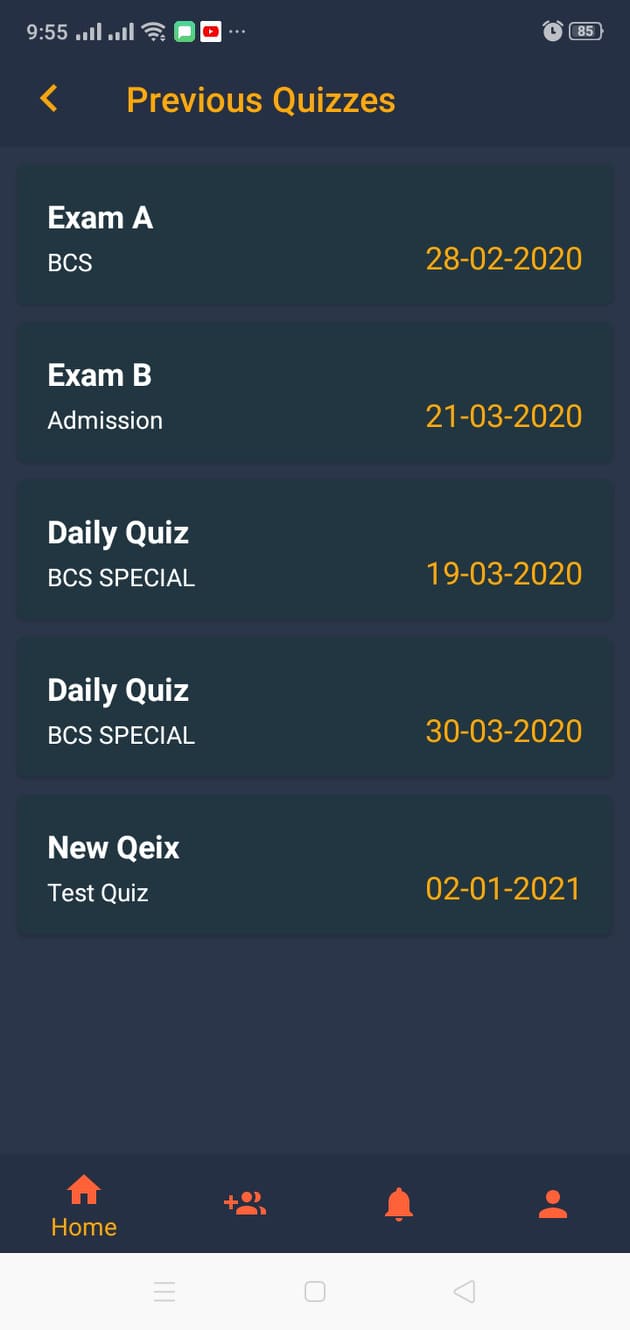 9:55
85
Previous Quizzes
Exam A
BCS
28-02-2020
Exam B
Admission
21-03-2020
Daily Quiz
BCS SPECIAL
19-03-2020
Daily Quiz
BCS SPECIAL
30-03-2020
New Qeix
Test Quiz
02-01-2021
Home